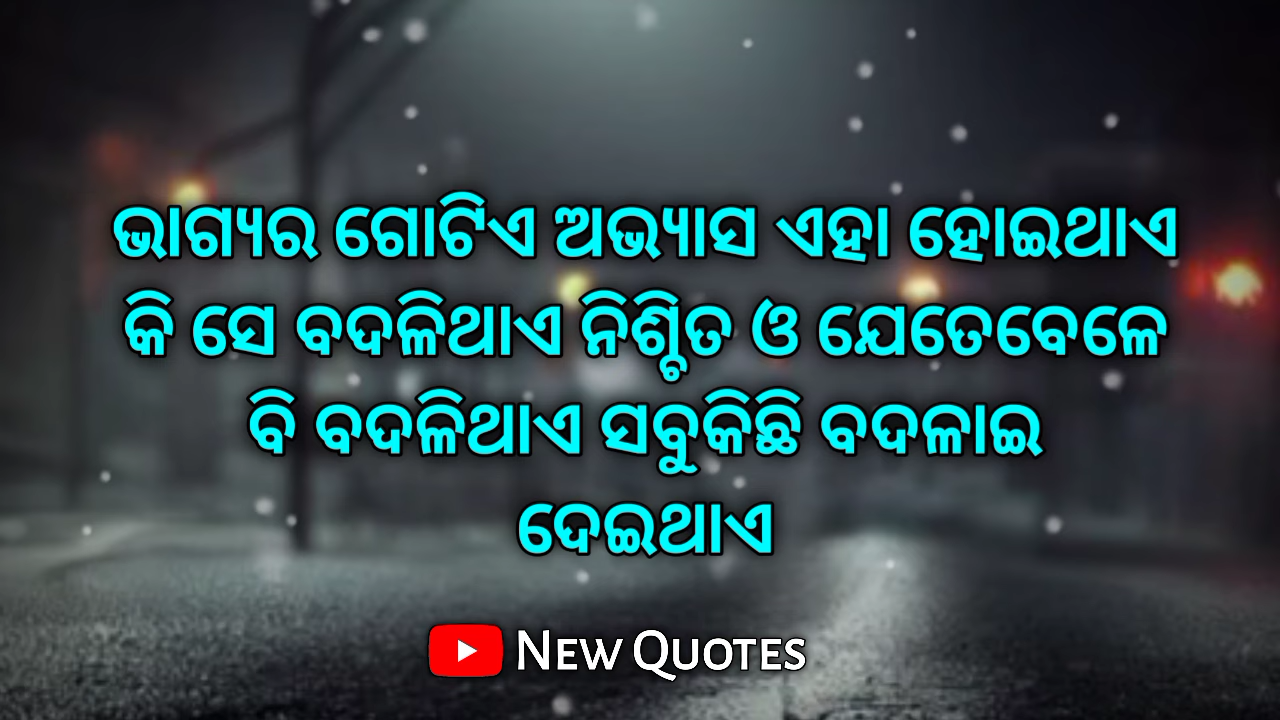 ଭାଗ୍ୟର ଗୋଟିଏ ଅଭ୍ୟାସ ଏହା ହୋଇଥାଏ
କି ସେ ବଦଳିଥାଏ ନିଶ୍ଚିତ ଓ ଯେତେବେଳେ
ବି ବଦଳିଥାଏ ସବୁକିଛି ବଦଳାଇ
ଦେଇଥାଏ
New Quotes